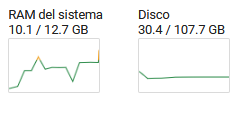 RAM del sistema
10.1 / 12.7 GB
Disco
30.4 / 107.7 GB